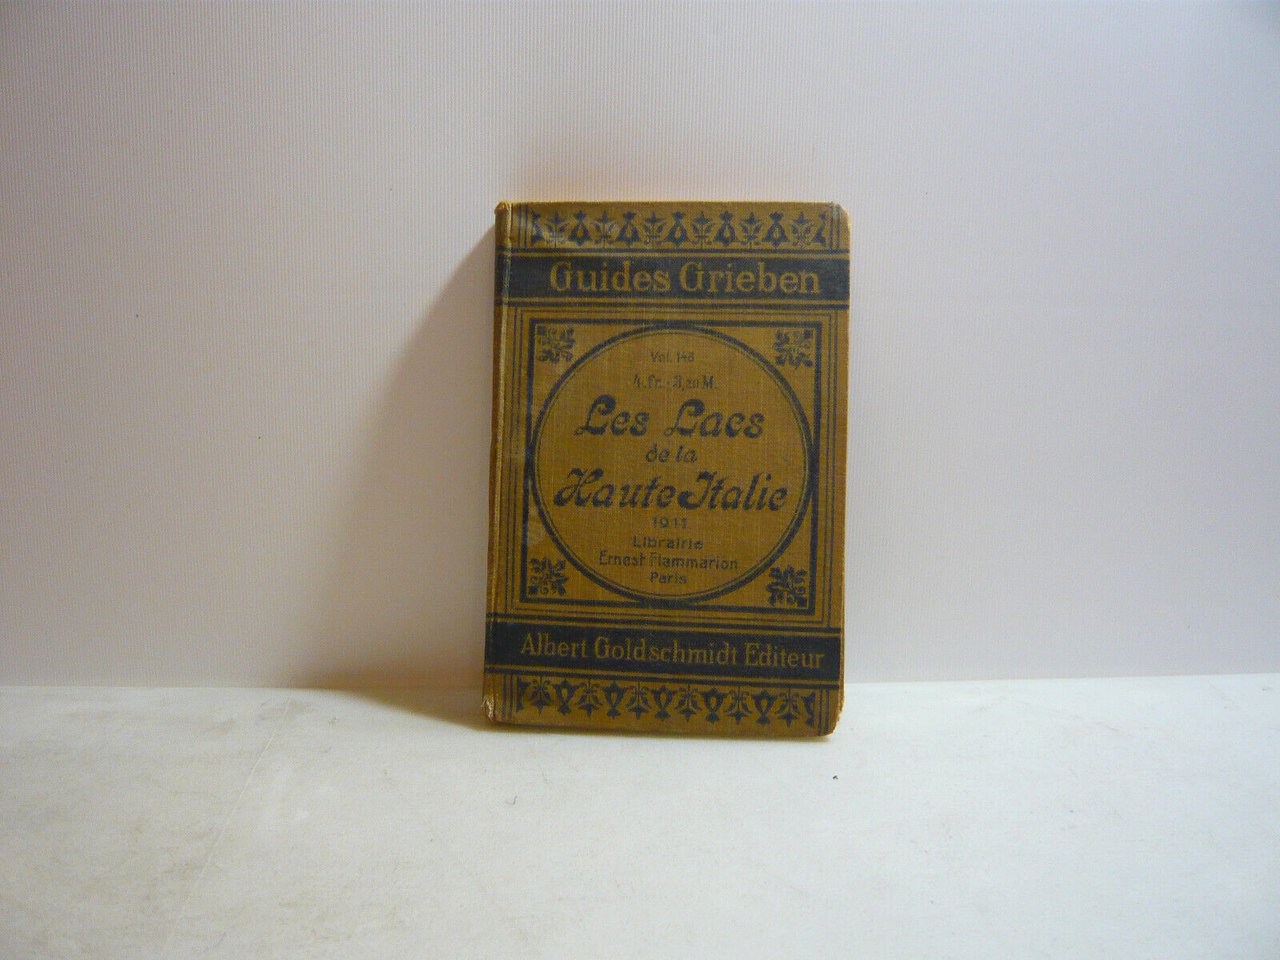 Guides Grieben
Vol. 148
4 Fr. - 3,20 M.
Les Lacs
de la
Haute-Italie
1911
Librairie
Ernest Flammarion
Paris
Albert Goldschmidt Editeur